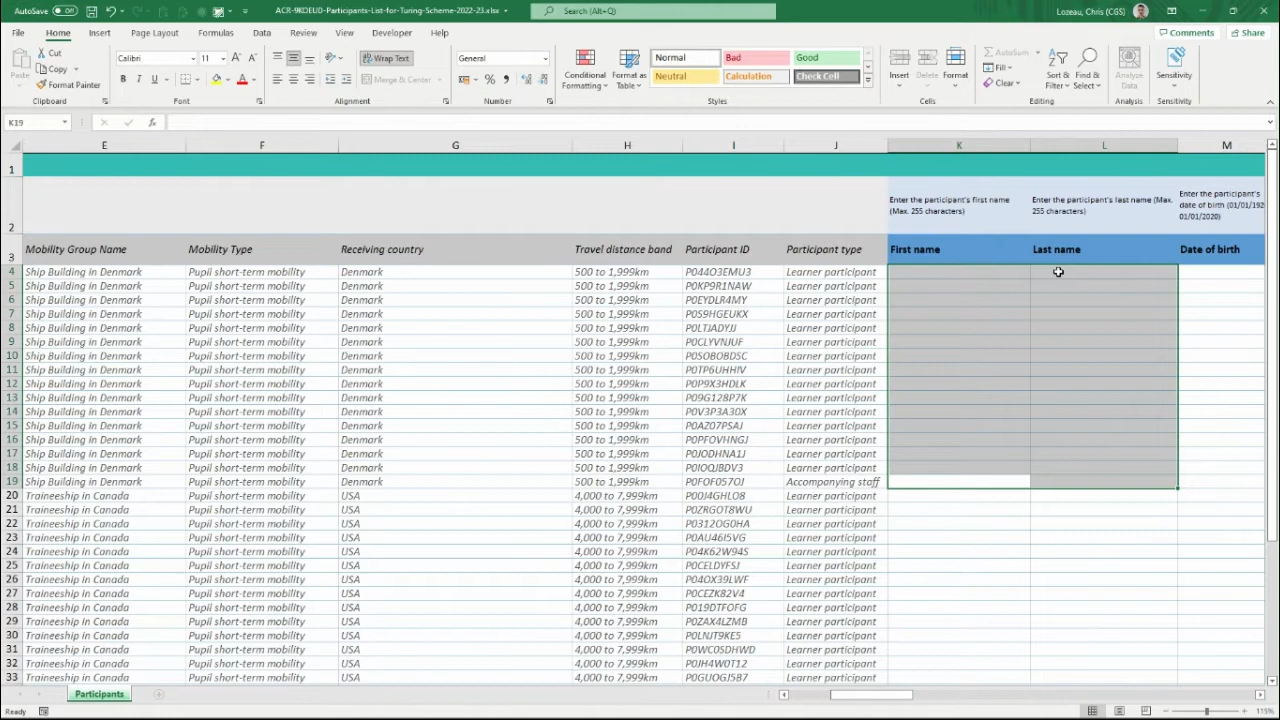 AutoSave Off ACR-9KOEUD-Participants-List-for-Turing-Scheme-2022-23.xlsx Search (Alt+Q) Lozeau, Chris (CGS)
File Home Insert Page Layout Formulas Data Review View Developer Help Comments Share
Cut Copy Format Painter Paste Calibri 11 Wrap Text Merge & Center General Conditional Formatting Format as Table Normal Bad Good Neutral Calculation Check Cell Insert Delete Format AutoSum Fill Clear Sort & Filter Find & Select Analyze Data Sensitivity
Clipboard Font Alignment Number Styles Cells Editing Analysis Sensitivity
K19
E F G H I J K L M
1
2 Enter the participant's first name (Max. 255 characters) Enter the participant's last name (Max. 255 characters) Enter the participant's date of birth (01/01/192 01/01/2020)
3 Mobility Group Name Mobility Type Receiving country Travel distance band Participant ID Participant type First name Last name Date of birth
4 Ship Building in Denmark Pupil short-term mobility Denmark 500 to 1,999km P044O3EMU3 Learner participant
5 Ship Building in Denmark Pupil short-term mobility Denmark 500 to 1,999km P0KP9R1NAW Learner participant
6 Ship Building in Denmark Pupil short-term mobility Denmark 500 to 1,999km P0EYDLR4MY Learner participant
7 Ship Building in Denmark Pupil short-term mobility Denmark 500 to 1,999km P0S9HGEUKX Learner participant
8 Ship Building in Denmark Pupil short-term mobility Denmark 500 to 1,999km P0LTJADYJJ Learner participant
9 Ship Building in Denmark Pupil short-term mobility Denmark 500 to 1,999km P0CLYVNJUF Learner participant
10 Ship Building in Denmark Pupil short-term mobility Denmark 500 to 1,999km P0SOBOBDSC Learner participant
11 Ship Building in Denmark Pupil short-term mobility Denmark 500 to 1,999km P0TP6UHHIV Learner participant
12 Ship Building in Denmark Pupil short-term mobility Denmark 500 to 1,999km P0P9X3HDLK Learner participant
13 Ship Building in Denmark Pupil short-term mobility Denmark 500 to 1,999km P09G128P7K Learner participant
14 Ship Building in Denmark Pupil short-term mobility Denmark 500 to 1,999km P0V3P3A30X Learner participant
15 Ship Building in Denmark Pupil short-term mobility Denmark 500 to 1,999km P0AZ07PSAJ Learner participant
16 Ship Building in Denmark Pupil short-term mobility Denmark 500 to 1,999km P0PFOVHNGJ Learner participant
17 Ship Building in Denmark Pupil short-term mobility Denmark 500 to 1,999km P0JODHNA1J Learner participant
18 Ship Building in Denmark Pupil short-term mobility Denmark 500 to 1,999km P0IOQJBDV3 Learner participant
19 Ship Building in Denmark Pupil short-term mobility Denmark 500 to 1,999km P0FOF057OJ Accompanying staff
20 Traineeship in Canada Pupil short-term mobility USA 4,000 to 7,999km P00J4GHLO8 Learner participant
21 Traineeship in Canada Pupil short-term mobility USA 4,000 to 7,999km P0ZRGOT8WU Learner participant
22 Traineeship in Canada Pupil short-term mobility USA 4,000 to 7,999km P0312OG0HA Learner participant
23 Traineeship in Canada Pupil short-term mobility USA 4,000 to 7,999km P0AU46I5VG Learner participant
24 Traineeship in Canada Pupil short-term mobility USA 4,000 to 7,999km P04K62W94S Learner participant
25 Traineeship in Canada Pupil short-term mobility USA 4,000 to 7,999km P0CELDYFSJ Learner participant
26 Traineeship in Canada Pupil short-term mobility USA 4,000 to 7,999km P04OX39LWF Learner participant
27 Traineeship in Canada Pupil short-term mobility USA 4,000 to 7,999km P0CEZK82V4 Learner participant
28 Traineeship in Canada Pupil short-term mobility USA 4,000 to 7,999km P019DTFOFG Learner participant
29 Traineeship in Canada Pupil short-term mobility USA 4,000 to 7,999km P0ZAX4LZMB Learner participant
30 Traineeship in Canada Pupil short-term mobility USA 4,000 to 7,999km P0LNJT9KE5 Learner participant
31 Traineeship in Canada Pupil short-term mobility USA 4,000 to 7,999km P0WC0SDHWD Learner participant
32 Traineeship in Canada Pupil short-term mobility USA 4,000 to 7,999km P0JH4W0T12 Learner participant
33 Traineeship in Canada Pupil short-term mobility USA 4,000 to 7,999km P0GUOGJ5B7 Learner participant
Participants
Ready 115%